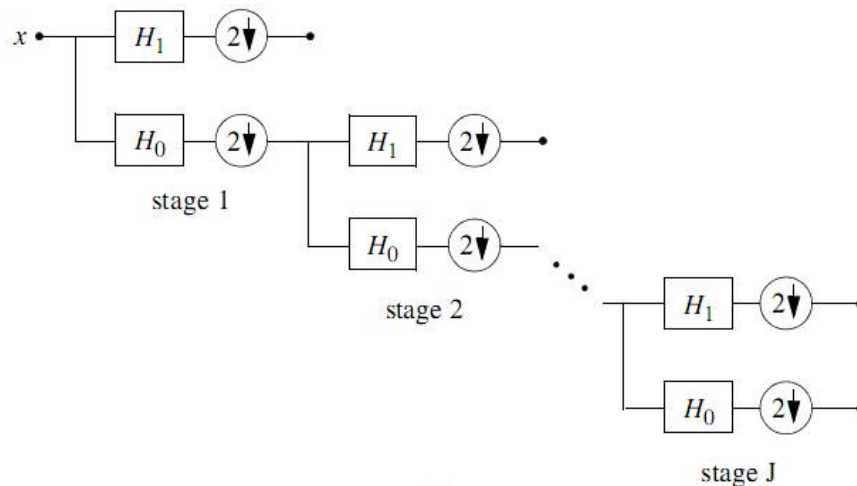 x H₁ 2↓
H₀ 2↓ H₁ 2↓
stage 1
H₀ 2↓
stage 2
H₁ 2↓
H₀ 2↓
stage J